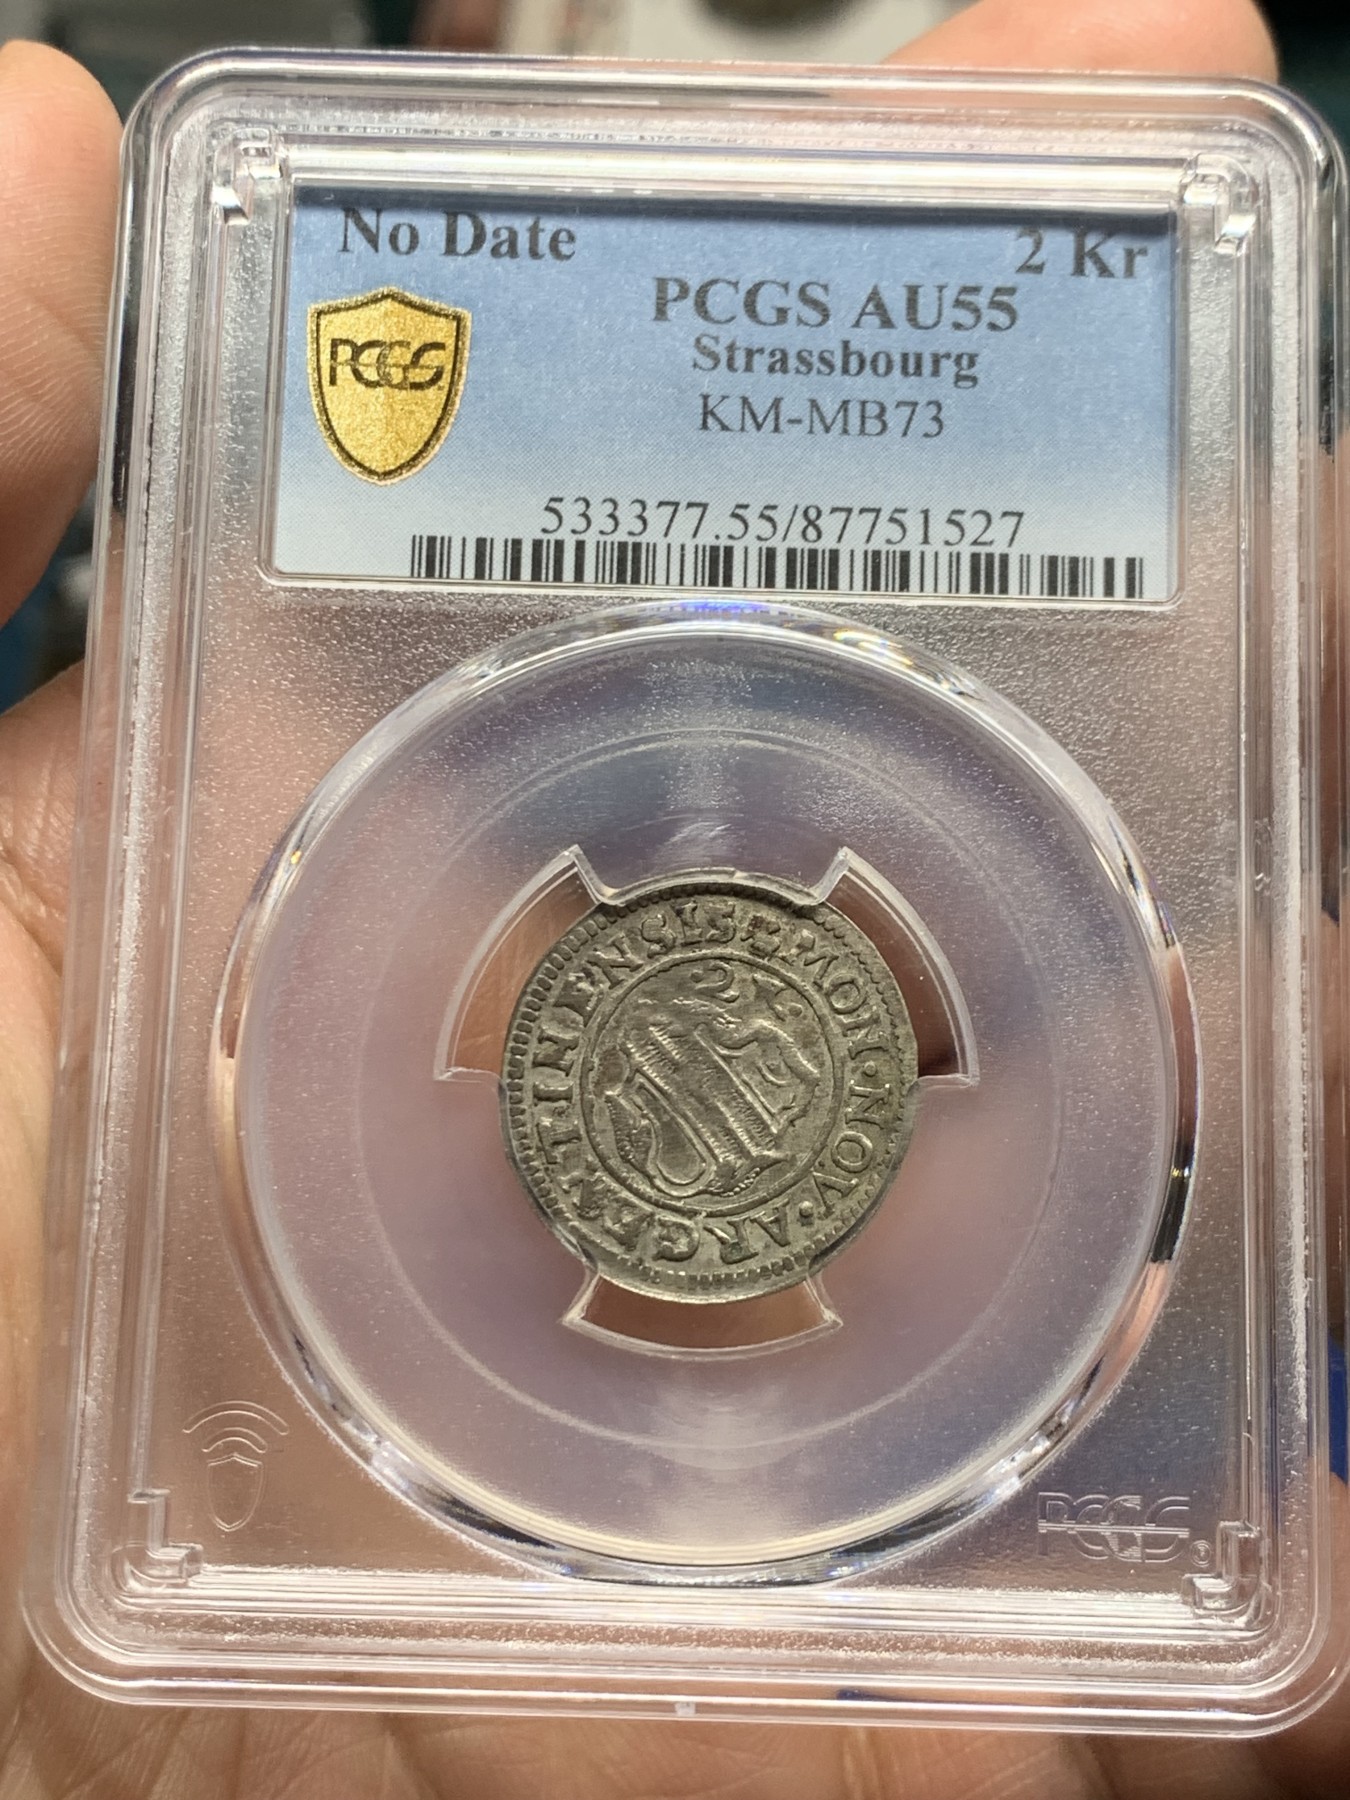 No Date
2 Kr
PCGS AU55
Strassbourg
KM-MB73
PCGS
533377.55/87751527
2 K.
MON·NOV·ARGENTINENSIS
PCGS